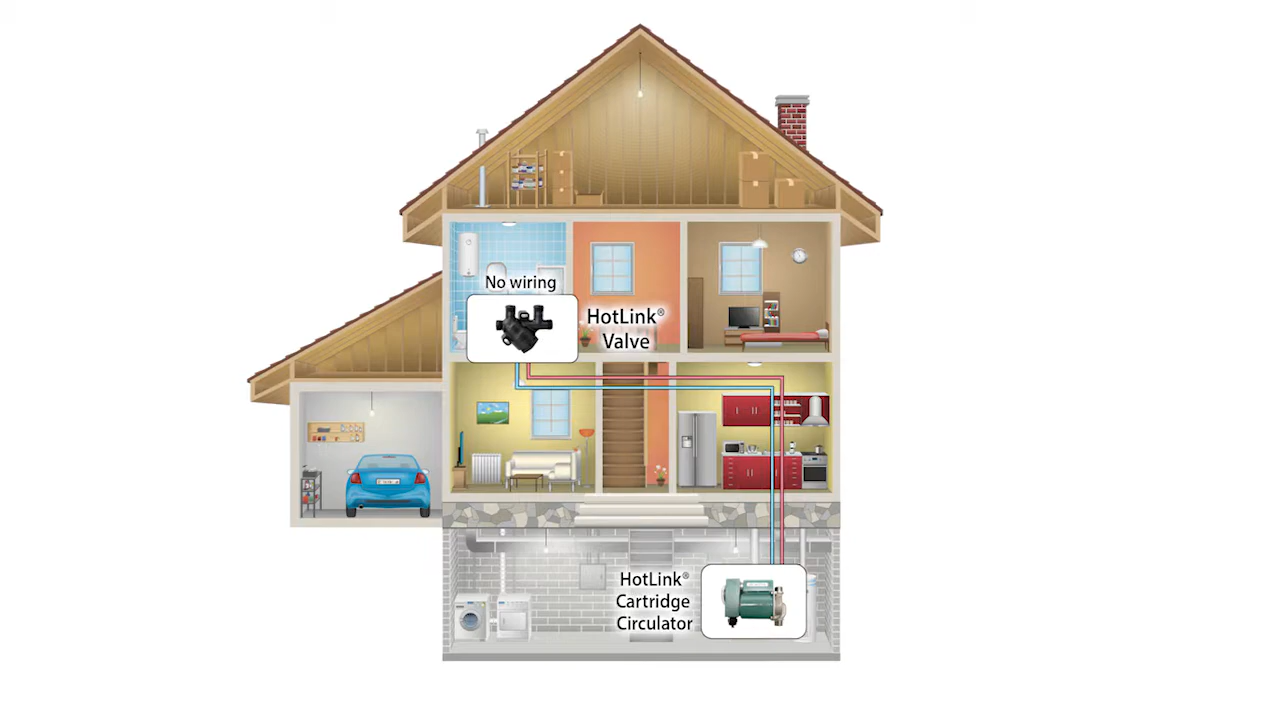 No wiring
HotLink®
Valve
HotLink®
Cartridge
Circulator